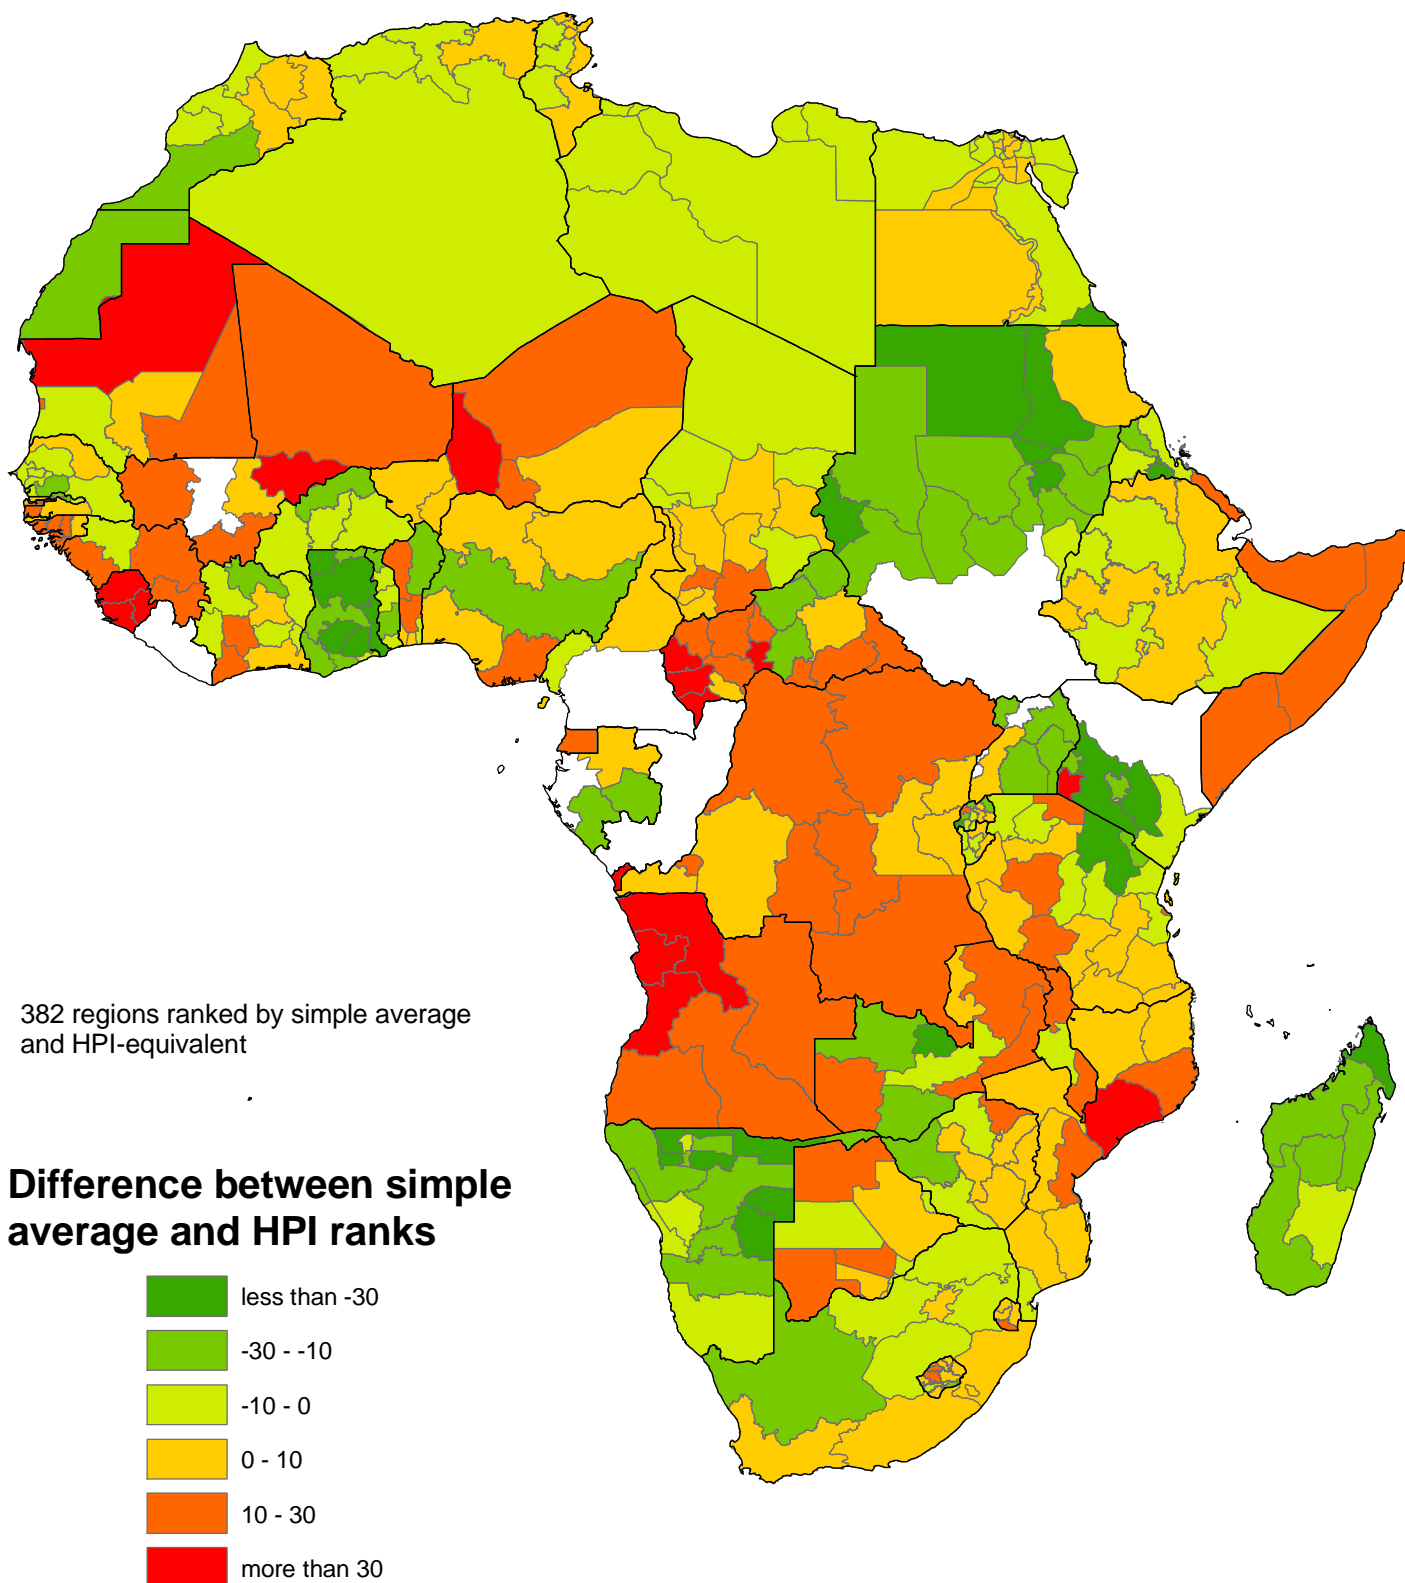 382 regions ranked by simple average
and HPI-equivalent
Difference between simple
average and HPI ranks
less than -30
-30 - -10
-10 - 0
0 - 10
10 - 30
more than 30